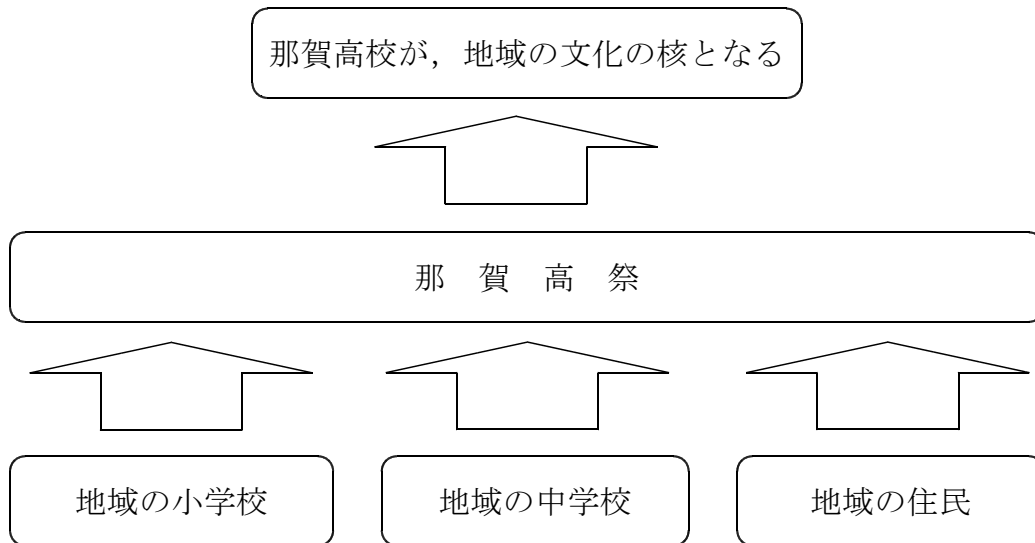 那賀高校が，地域の文化の核となる
那　賀　高　祭
地域の小学校
地域の中学校
地域の住民